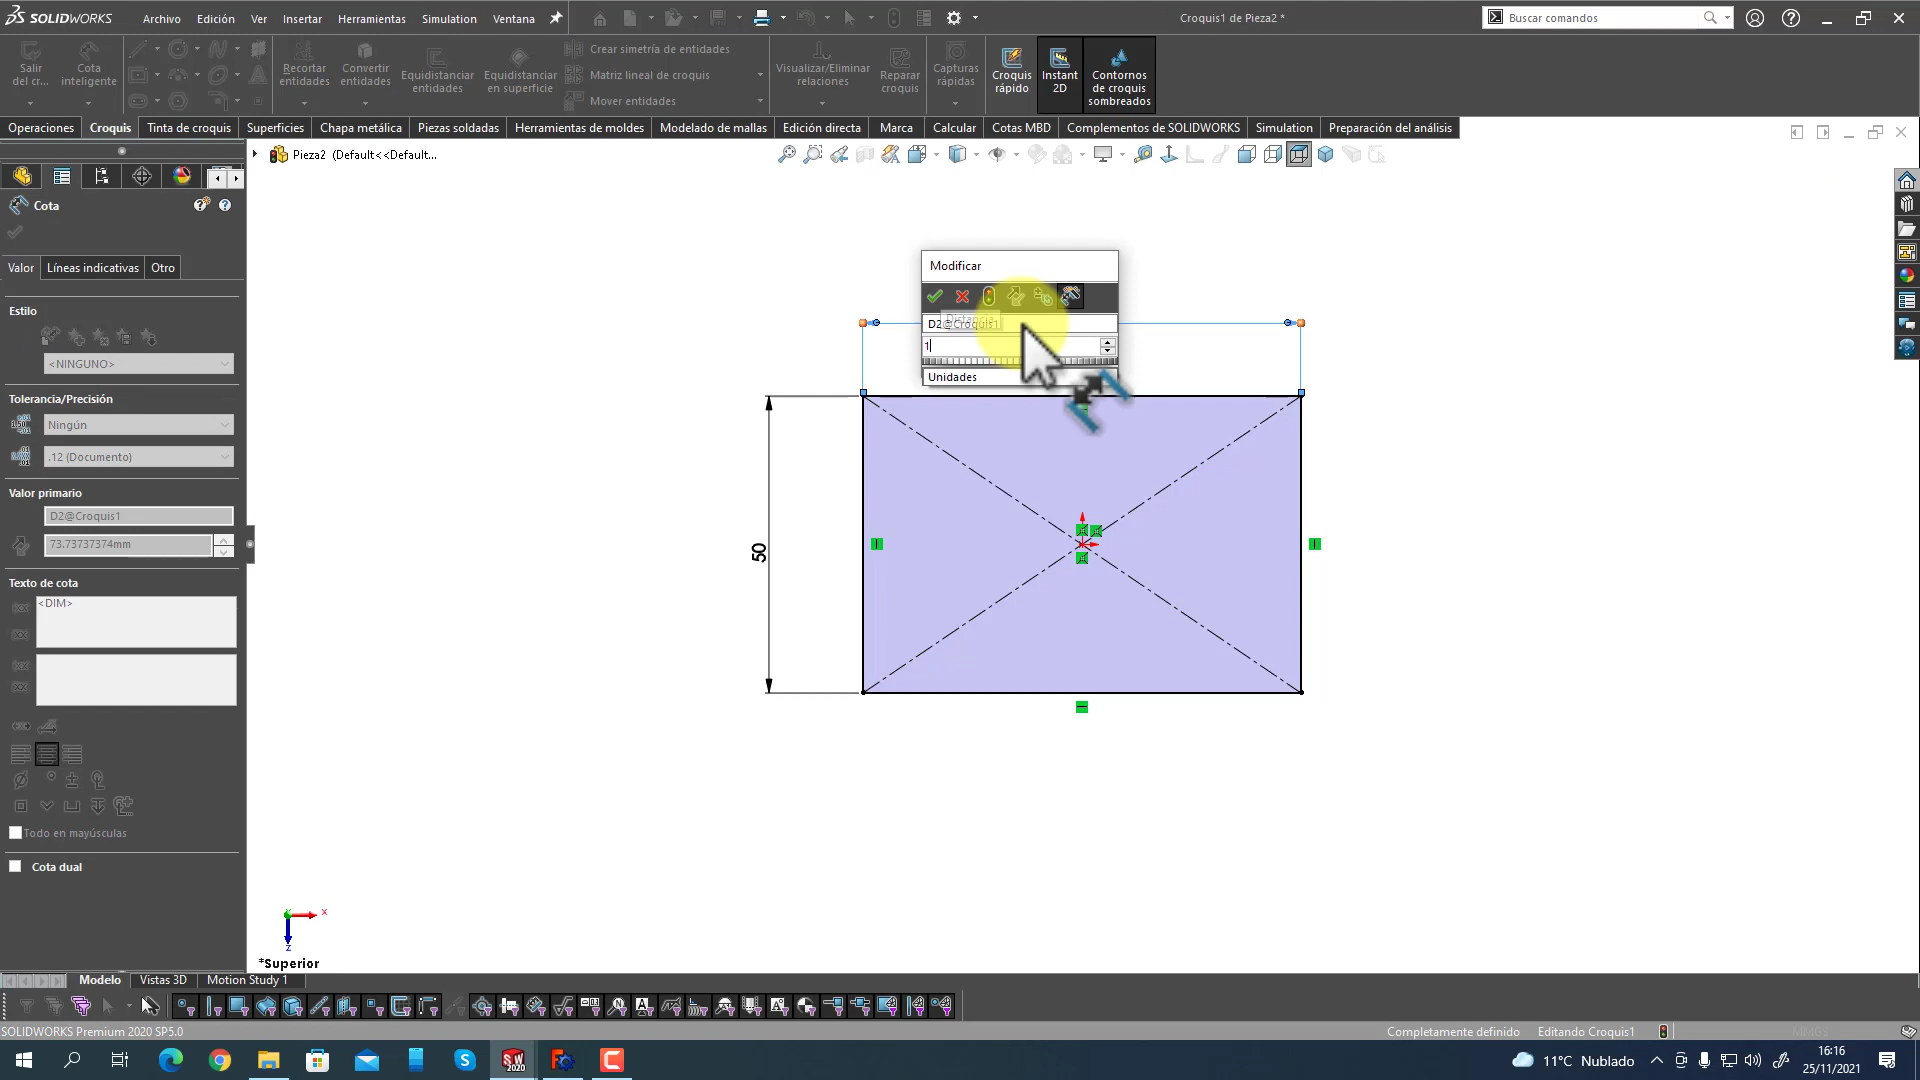 SOLIDWORKS
Archivo
Edición
Ver
Insertar
Herramientas
Simulation
Ventana
Croquis1 de Pieza2 *
Buscar comandos
Salir del cr...
Cota inteligente
Recortar entidades
Convertir entidades
Equidistanciar entidades
Equidistanciar en superficie
Crear simetría de entidades
Matriz lineal de croquis
Mover entidades
Visualizar/Eliminar relaciones
Reparar croquis
Capturas rápidas
Croquis rápido
Instant 2D
Contornos de croquis sombreados
Operaciones
Croquis
Tinta de croquis
Superficies
Chapa metálica
Piezas soldadas
Herramientas de moldes
Modelado de mallas
Edición directa
Marca
Calcular
Cotas MBD
Complementos de SOLIDWORKS
Simulation
Preparación del análisis
Pieza2 (Default<<Default...
Cota
Valor
Líneas indicativas
Otro
Estilo
<NINGUNO>
Tolerancia/Precisión
Ningún
.12 (Documento)
Valor primario
D2@Croquis1
73.73737374mm
Texto de cota
<DIM>
Todo en mayúsculas
Cota dual
Modificar
D2@Croquis1
Distancia
1
Unidades
50
x
z
*Superior
Modelo
Vistas 3D
Motion Study 1
SOLIDWORKS Premium 2020 SP5.0
Completamente definido
Editando Croquis1
MMGS
11°C Nublado
16:16
25/11/2021